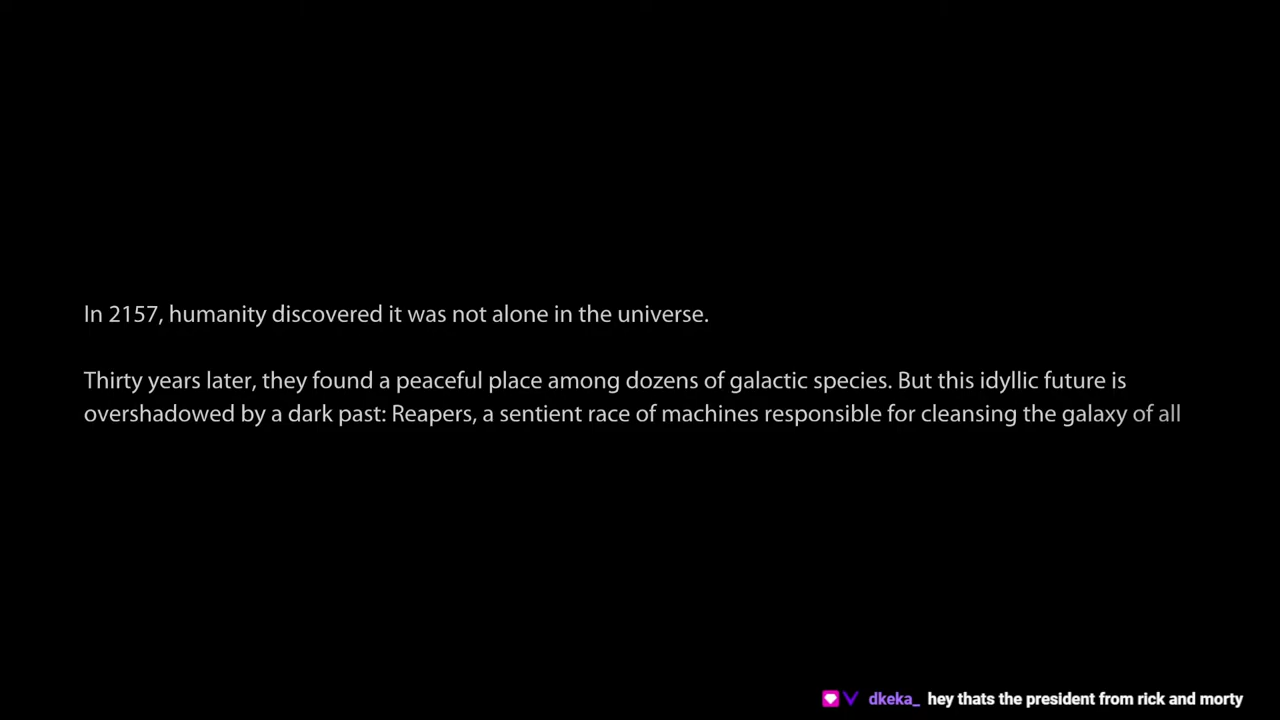 In 2157, humanity discovered it was not alone in the universe.
Thirty years later, they found a peaceful place among dozens of galactic species. But this idyllic future is
overshadowed by a dark past: Reapers, a sentient race of machines responsible for cleansing the galaxy of all
dkeka_ hey thats the president from rick and morty